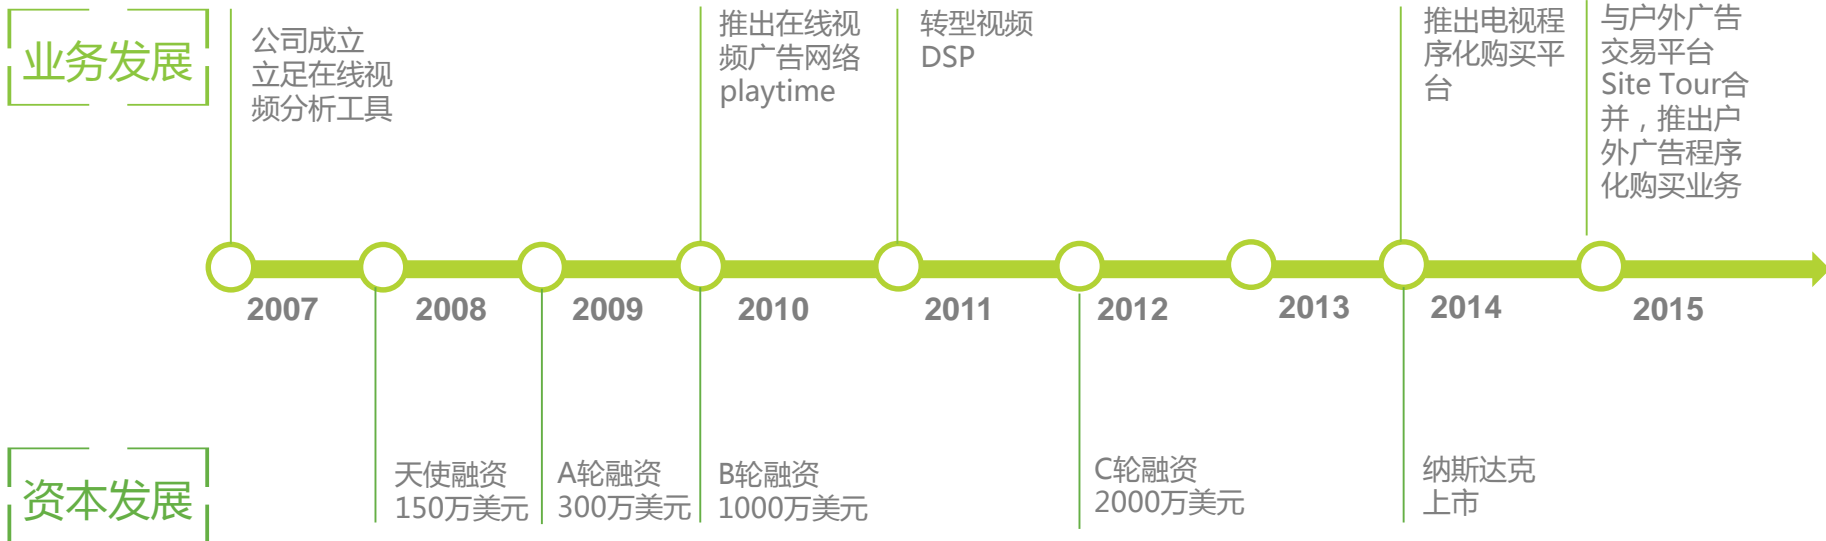 业务发展
公司成立
立足在线视
频分析工具
推出在线视
频广告网络
playtime
转型视频
DSP
推出电视程
序化购买平
台
与户外广告
交易平台
Site Tour合
并，推出户
外广告程序
化购买业务
2007
2008
2009
2010
2011
2012
2013
2014
2015
资本发展
天使融资
150万美元
A轮融资
300万美元
B轮融资
1000万美元
C轮融资
2000万美元
纳斯达克
上市